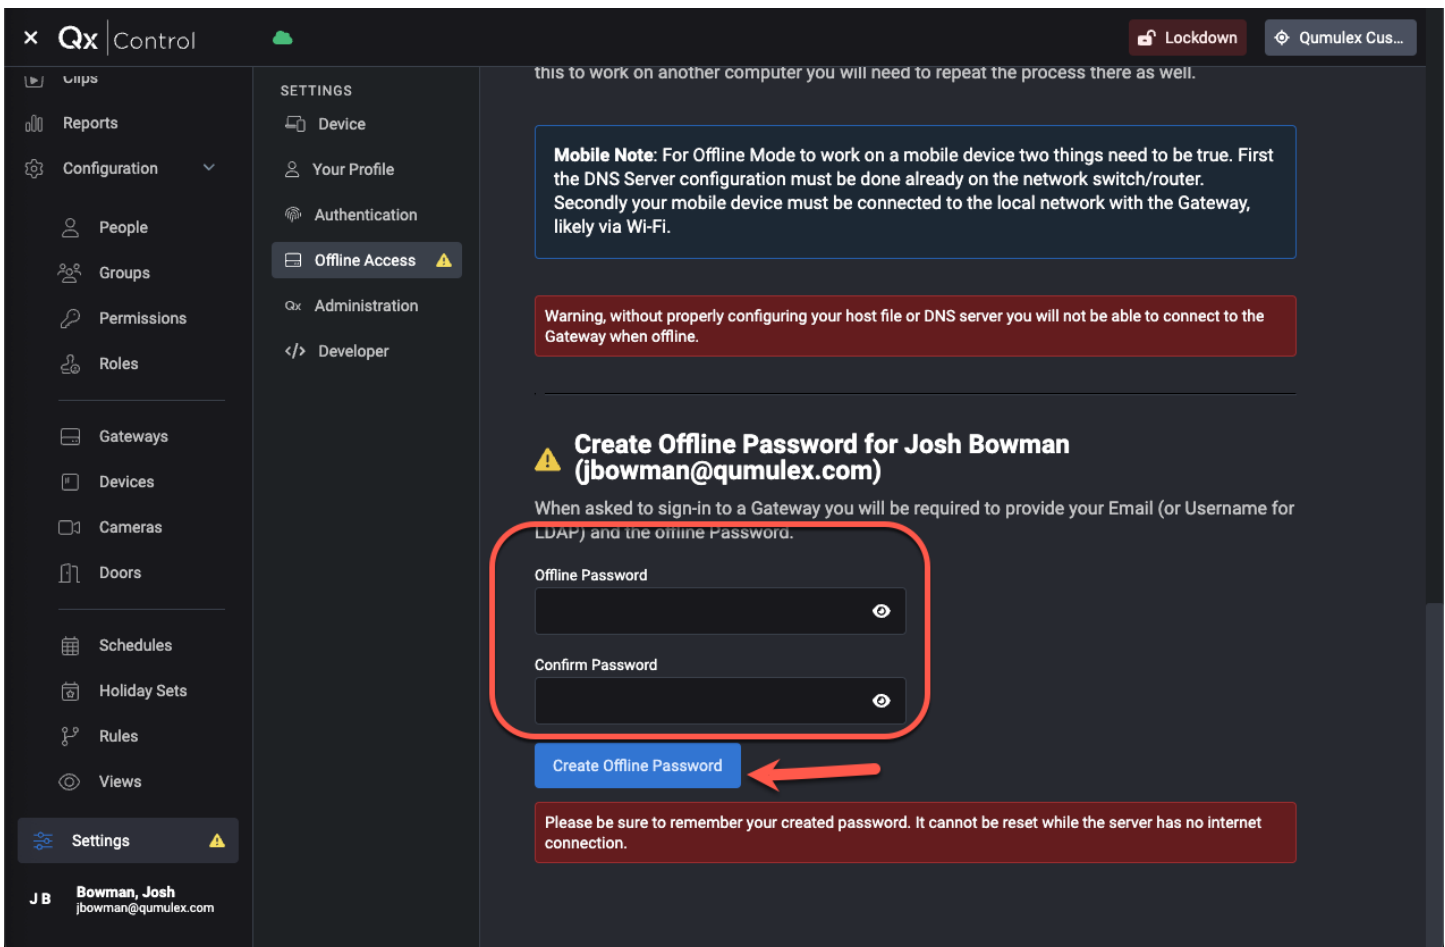 Qx Control
Lockdown
Qumulex Cus...
Clips
Reports
Configuration
People
Groups
Permissions
Roles
Gateways
Devices
Cameras
Doors
Schedules
Holiday Sets
Rules
Views
Settings
J B
Bowman, Josh
jbowman@qumulex.com
SETTINGS
Device
Your Profile
Authentication
Offline Access
Qx Administration
</> Developer
this to work on another computer you will need to repeat the process there as well.
Mobile Note: For Offline Mode to work on a mobile device two things need to be true. First
the DNS Server configuration must be done already on the network switch/router.
Secondly your mobile device must be connected to the local network with the Gateway,
likely via Wi-Fi.
Warning, without properly configuring your host file or DNS server you will not be able to connect to the
Gateway when offline.
Create Offline Password for Josh Bowman
(jbowman@qumulex.com)
When asked to sign-in to a Gateway you will be required to provide your Email (or Username for
LDAP) and the offline Password.
Offline Password
Confirm Password
Create Offline Password
Please be sure to remember your created password. It cannot be reset while the server has no internet
connection.